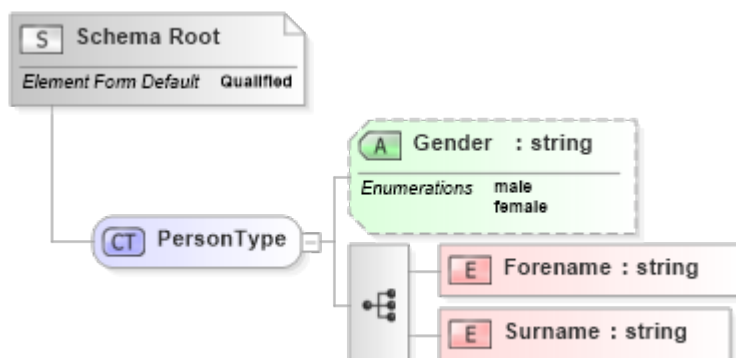 S Schema Root
Element Form Default Qualified
A Gender : string
Enumerations male
female
CT PersonType
E Forename : string
E Surname : string